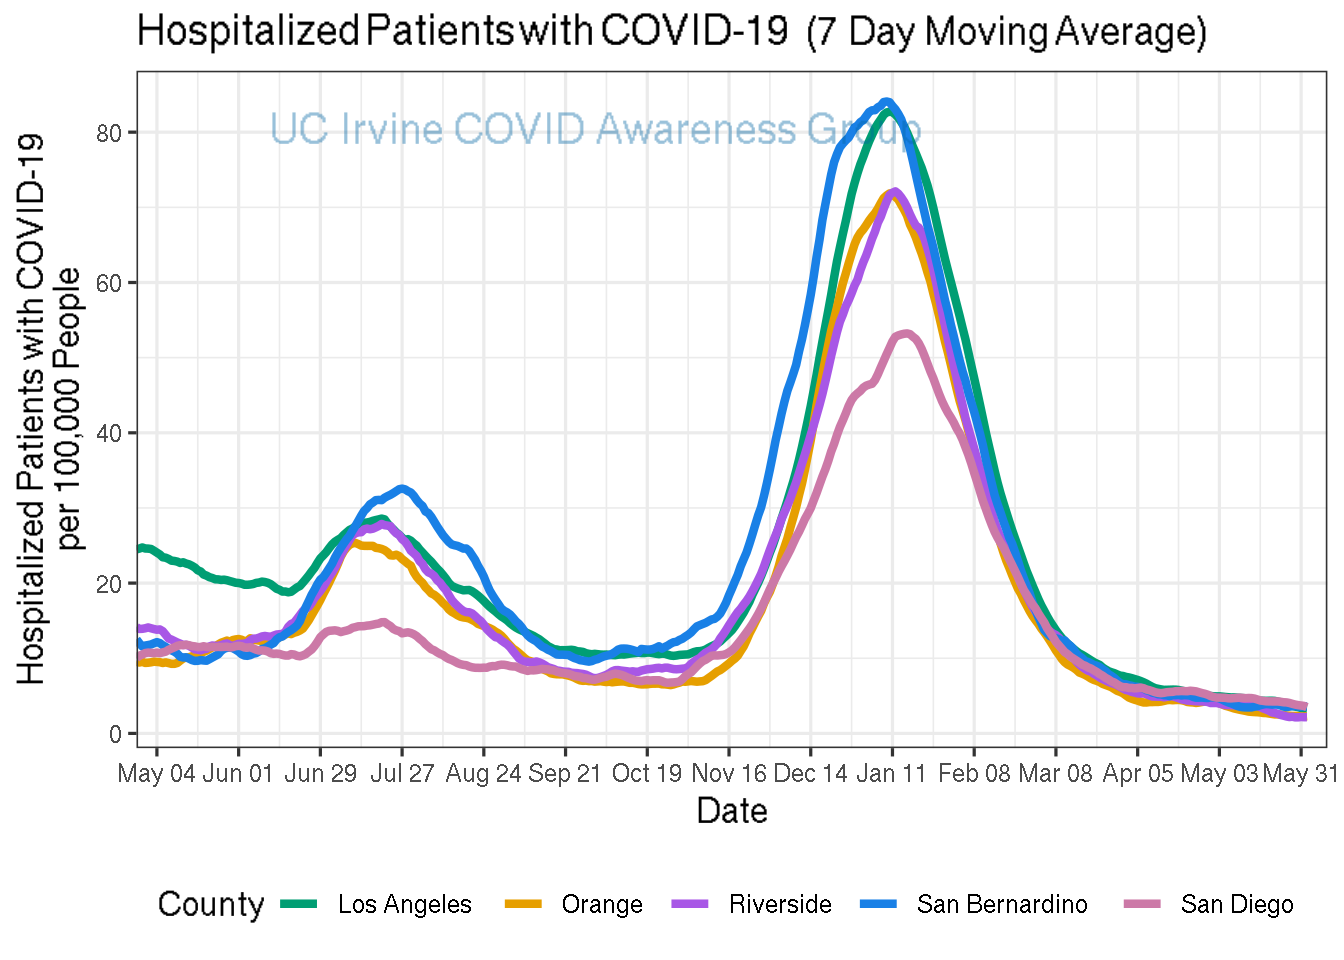 Hospitalized Patients with COVID-19 (7 Day Moving Average)
UC Irvine COVID Awareness Group
Hospitalized Patients with COVID-19
per 100,000 People
80
60
40
20
0
May 04 Jun 01 Jun 29 Jul 27 Aug 24 Sep 21 Oct 19 Nov 16 Dec 14 Jan 11 Feb 08 Mar 08 Apr 05 May 03 May 31
Date
County Los Angeles Orange Riverside San Bernardino San Diego